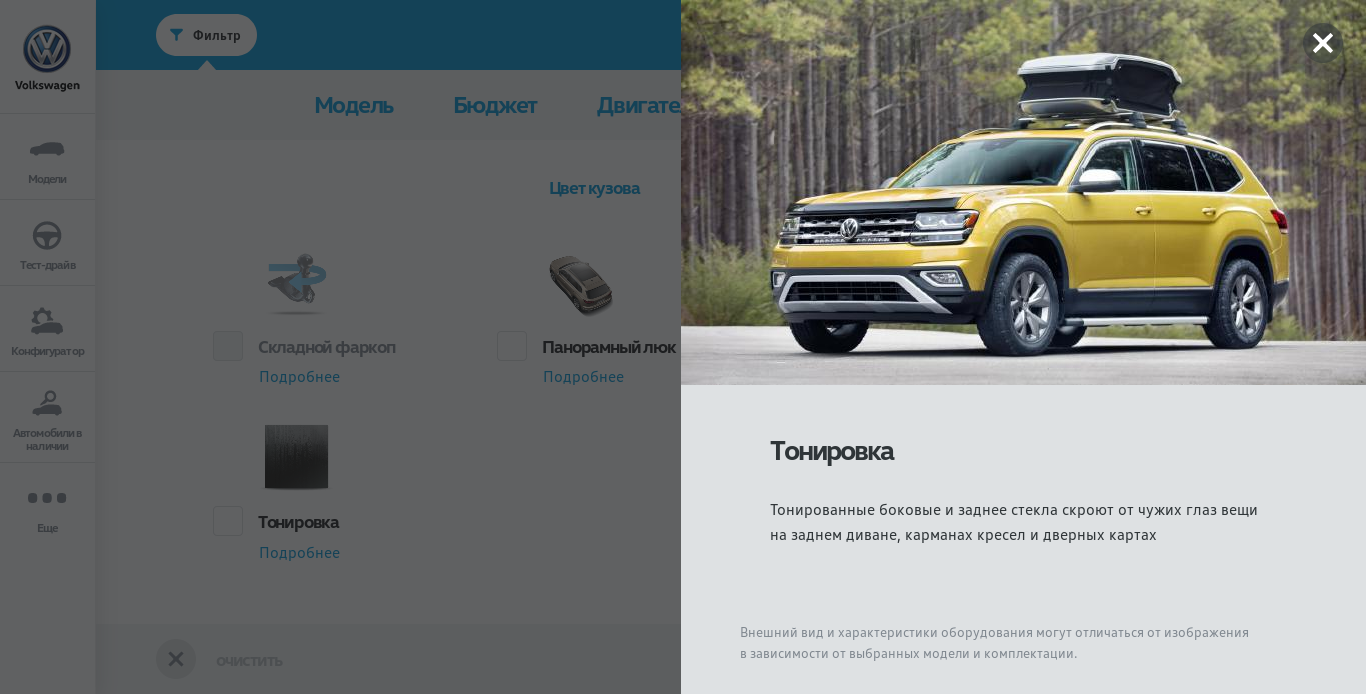 Volkswagen
Модели
Тест-драйв
Конфигуратор
Автомобили в
наличии
Еще
Фильтр
Модель Бюджет Двигате
Цвет кузова
Складной фаркоп
Подробнее
Панорамный люк
Подробнее
Тонировка
Подробнее
ОЧИСТИТЬ
Тонировка
Тонированные боковые и заднее стекла скроют от чужих глаз вещи
на заднем диване, карманах кресел и дверных картах
Внешний вид и характеристики оборудования могут отличаться от изображения
в зависимости от выбранных модели и комплектации.